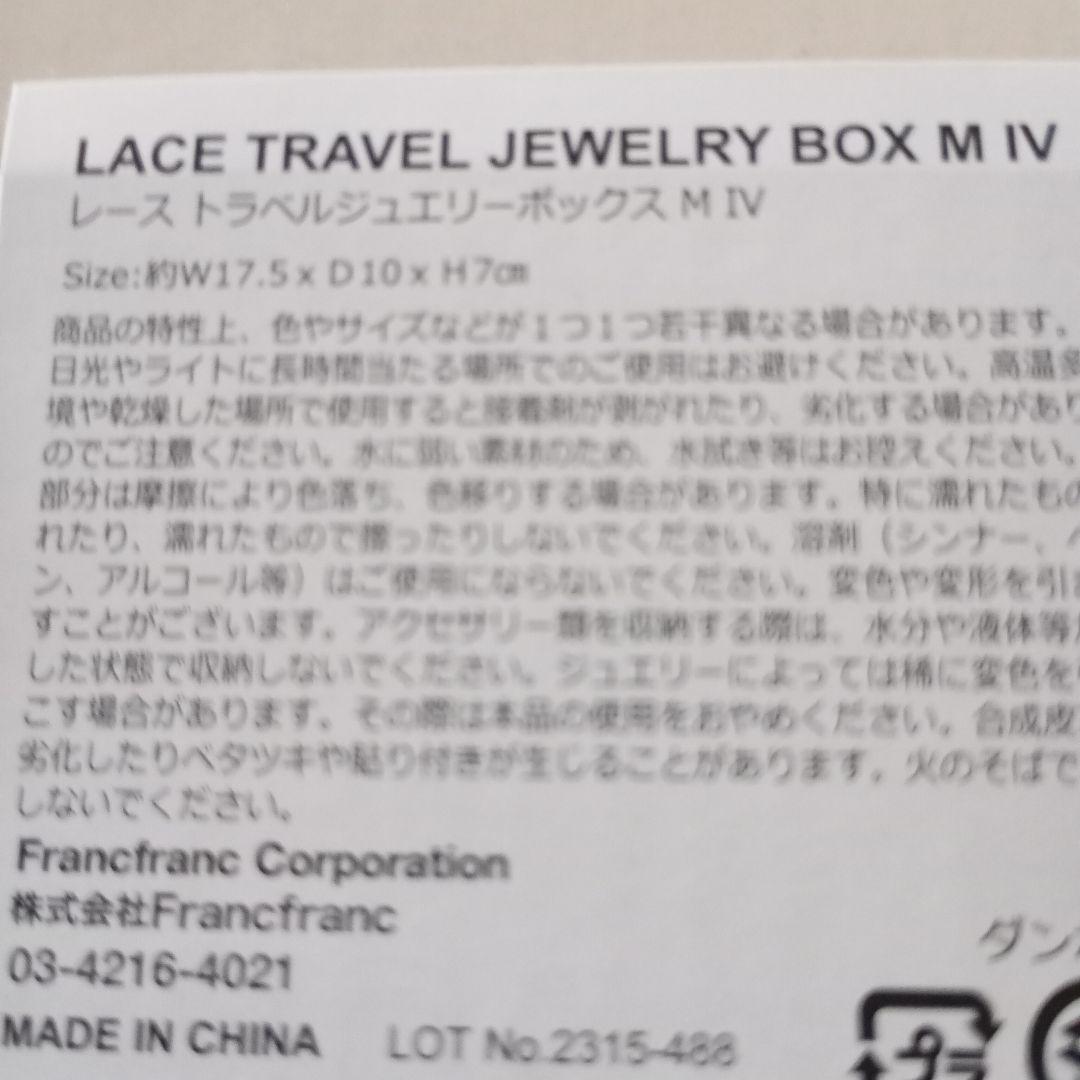 LACE TRAVEL JEWELRY BOX M IV
レース トラベルジュエリーボックス M IV
Size:約W17.5 x D10 x H7㎝
商品の特性上、色やサイズなどが1つ1つ若干異なる場合があります。
日光やライトに長時間当たる場所でのご使用はお避けください。高温多
境や乾燥した場所で使用すると接着剤が剥がれたり、劣化する場合があり
のでご注意ください。水に弱い素材のため、水拭き等はお控えください。
部分は摩擦により色落ち、色移りする場合があります。特に濡れたもの
れたり、濡れたもので擦ったりしないでください。溶剤（シンナー、
ン、アルコール等）はご使用にならないでください。変色や変形を引き
すことがございます。アクセサリー類を収納する際は、水分や液体等が
した状態で収納しないでください。ジュエリーによっては稀に変色を
こす場合があります。その際は本品の使用をおやめください。合成皮
劣化したりベタツキや貼り付きが生じることがあります。火のそばで
しないでください。
Francfranc Corporation
株式会社Francfranc
03-4216-4021
ダン
MADE IN CHINA LOT No.2315-488
プラ